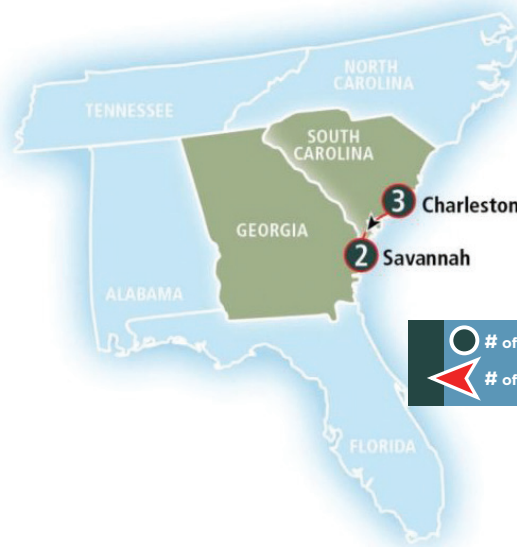 NORTH
CAROLINA
TENNESSEE
SOUTH
CAROLINA
3 Charleston
GEORGIA
2 Savannah
ALABAMA
# of
# of
FLORIDA